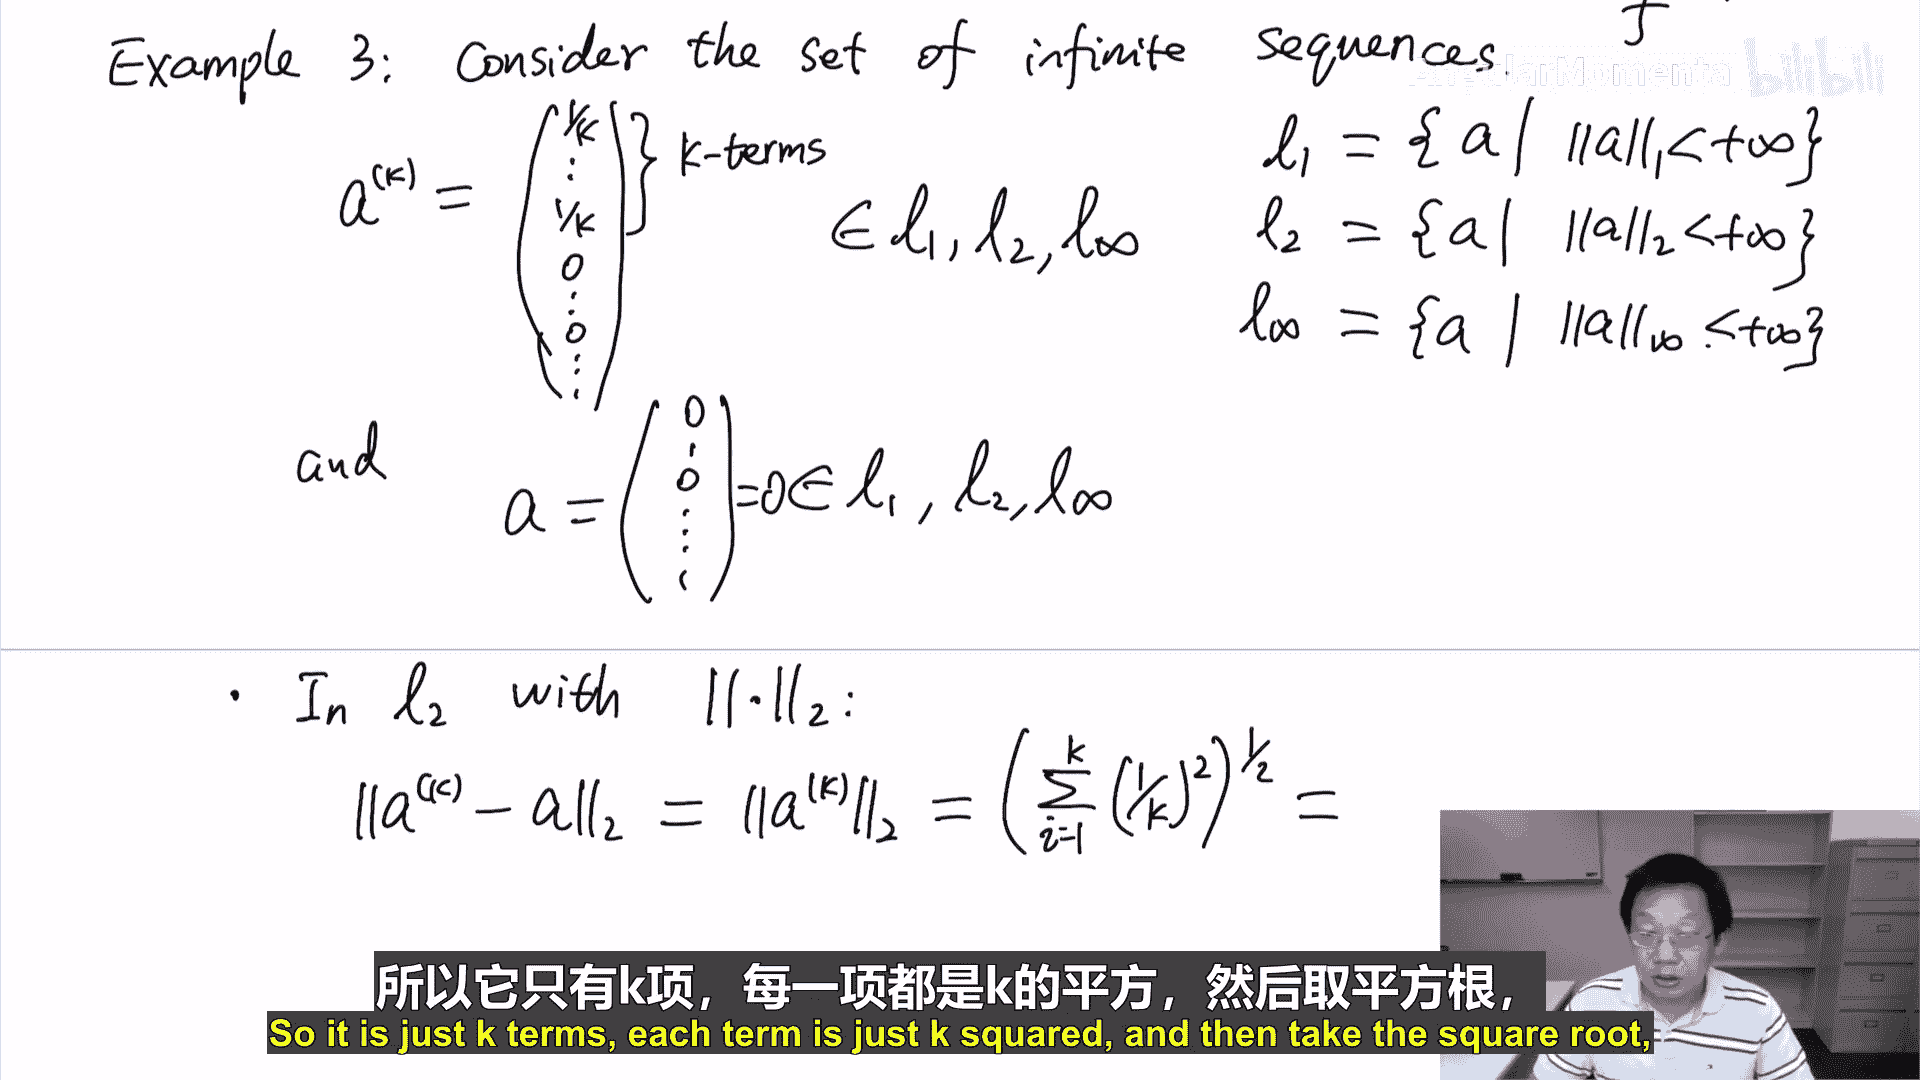 Example 3: Consider the set of infinite sequences
AngularMomenta bilibili
a^(k) = (1/k ⋮ 1/k 0 ⋮ 0 ⋮) } k-terms ∈ l₁, l₂, l∞
l₁ = {a | ||a||₁ < +∞}
l₂ = {a | ||a||₂ < +∞}
l∞ = {a | ||a||∞ < +∞}
and
a = (0 ⋮ 0 ⋮) = 0 ∈ l₁, l₂, l∞
· In l₂ with ||·||₂:
||a^(k) - a||₂ = ||a^(k)||₂ = (∑_{i=1}^{k} (1/k)²)^{1/2} =
所以它只有k项，每一项都是k的平方，然后取平方根，
So it is just k terms, each term is just k squared, and then take the square root,